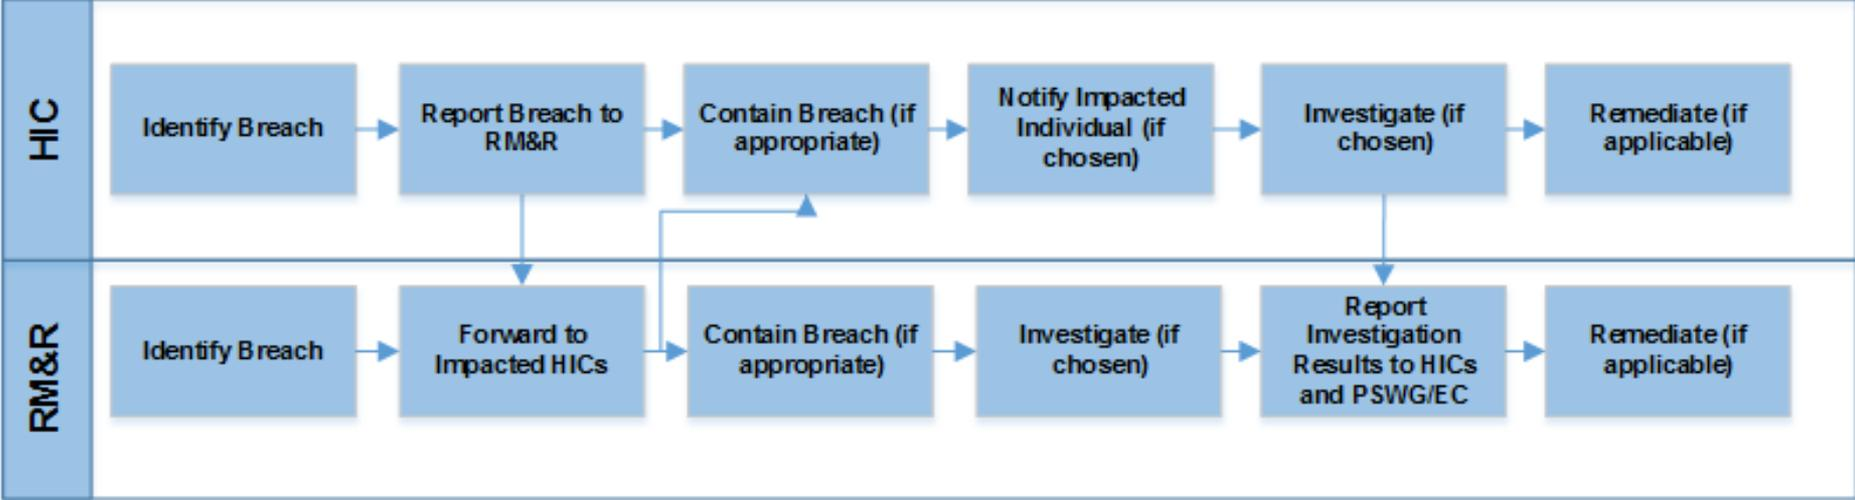 HIC
Identify Breach
Report Breach to
RM&R
Contain Breach (if
appropriate)
Notify Impacted
Individual (if
chosen)
Investigate (if
chosen)
Remediate (if
applicable)
RM&R
Identify Breach
Forward to
Impacted HICs
Contain Breach (if
appropriate)
Investigate (if
chosen)
Report
Investigation
Results to HICs
and PSWG/EC
Remediate (if
applicable)